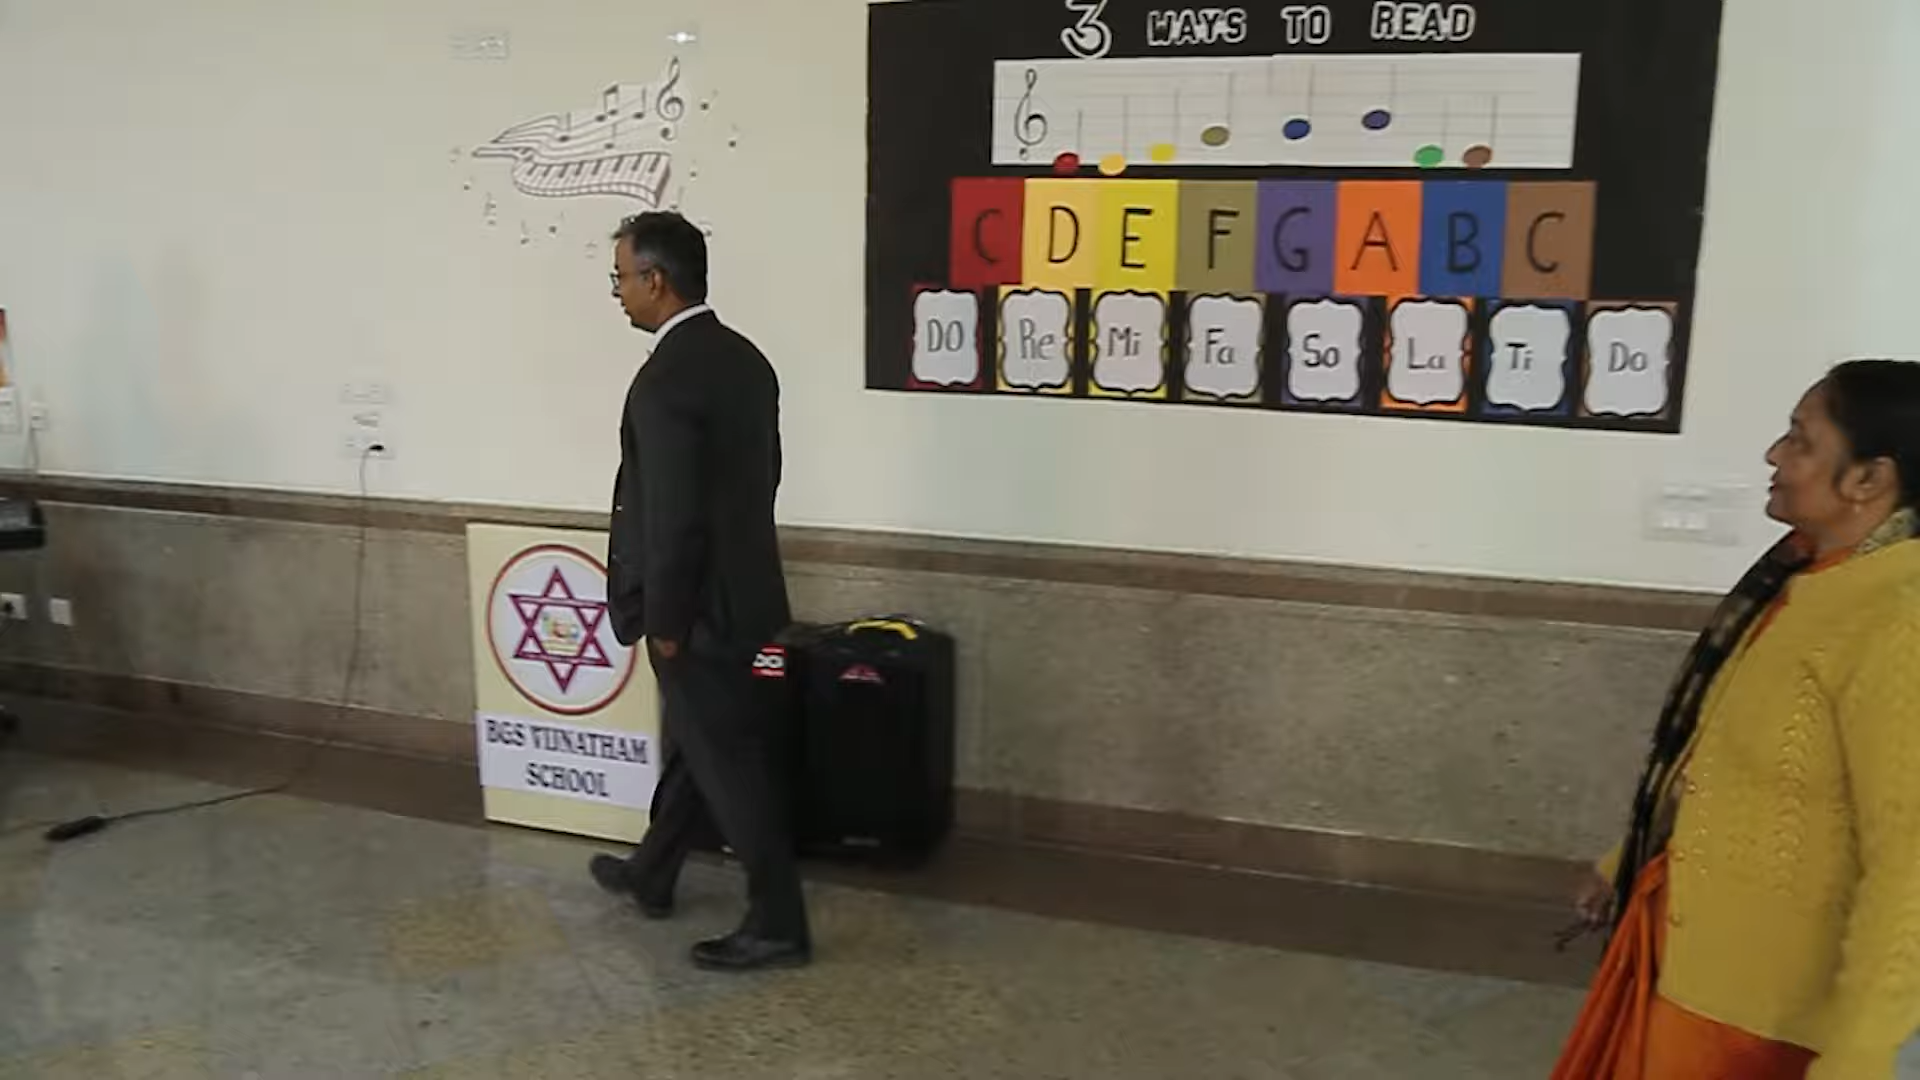 3 WAYS TO READ
C D E F G A B C
DO Re Mi Fa So La Ti Do
BGS VIJNATHAM
SCHOOL